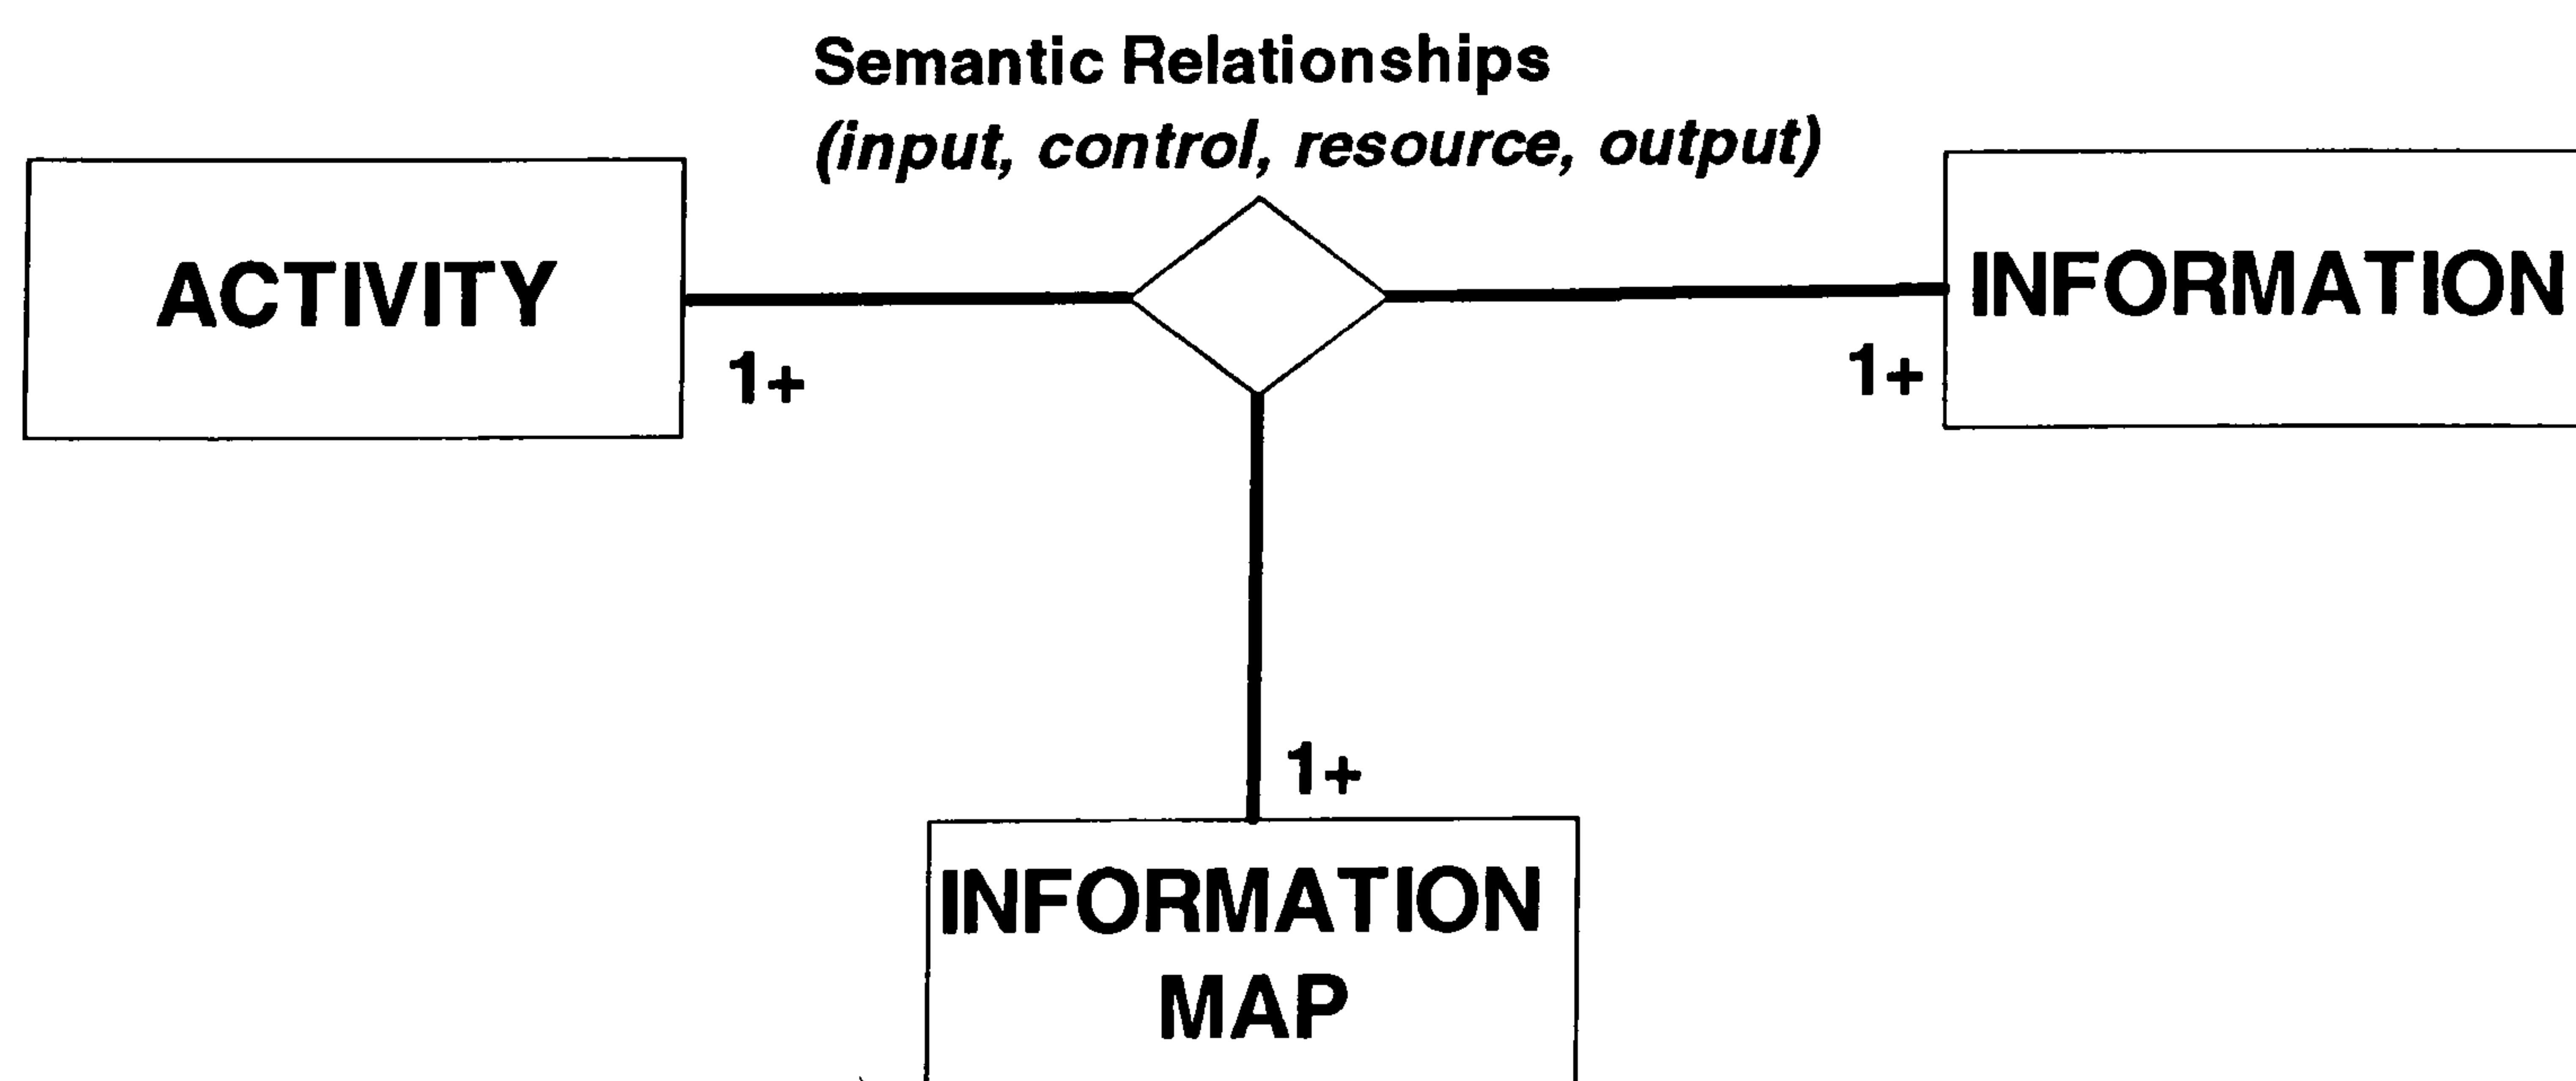 Semantic Relationships
(input, control, resource, output)
ACTIVITY
INFORMATION
1+
1+
1+
INFORMATION
MAP